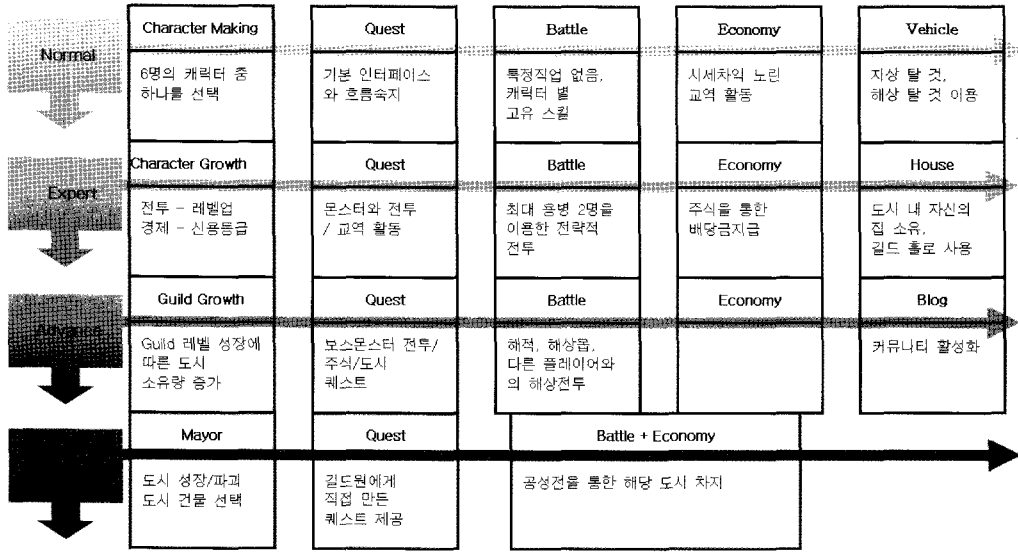 Normal
Character Making
Quest
Battle
Economy
Vehicle
6명의 캐릭터 중
하나를 선택
기본 인터페이스
와 흐름숙지
특정직업 없음,
캐릭터 별
고유 스킬
시세차익 노린
교역 활동
지상 탈 것,
해상 탈 것 이용
Expert
Character Growth
Quest
Battle
Economy
House
전투 - 레벨업
경제 - 신용등급
몬스터와 전투
/ 교역 활동
최대 용병 2명을
이용한 전략적
전투
주식을 통한
배당금지급
도시 내 자신의
집 소유,
길드 홀로 사용
Advance
Guild Growth
Quest
Battle
Economy
Blog
Guild 레벨 성장에
따른 도시
소유량 증가
보스몬스터 전투/
주식/도시
퀘스트
해적, 해상몹,
다른 플레이어와
의 해상전투
커뮤니티 활성화
Mayor
Quest
Battle + Economy
도시 성장/파괴
도시 건물 선택
길드원에게
직접 만든
퀘스트 제공
공성전을 통한 해당 도시 차지